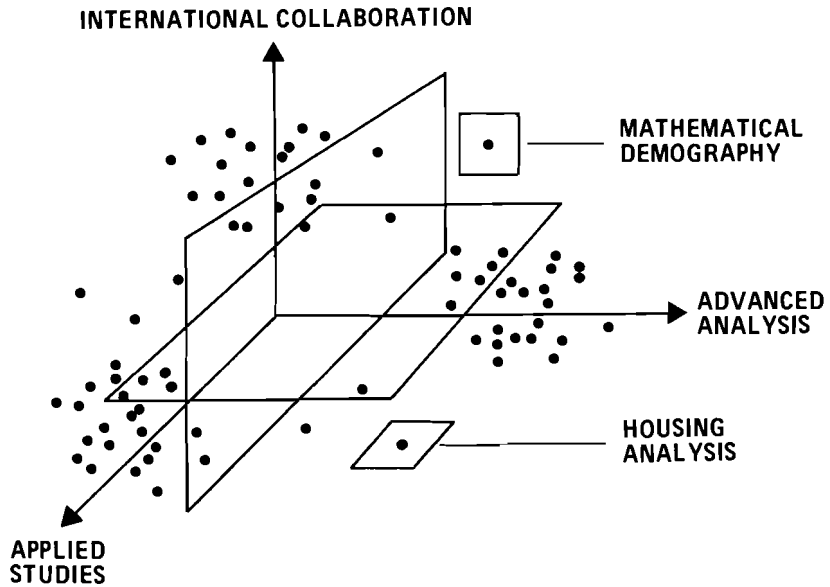 INTERNATIONAL COLLABORATION
MATHEMATICAL
DEMOGRAPHY
ADVANCED
ANALYSIS
HOUSING
ANALYSIS
APPLIED
STUDIES